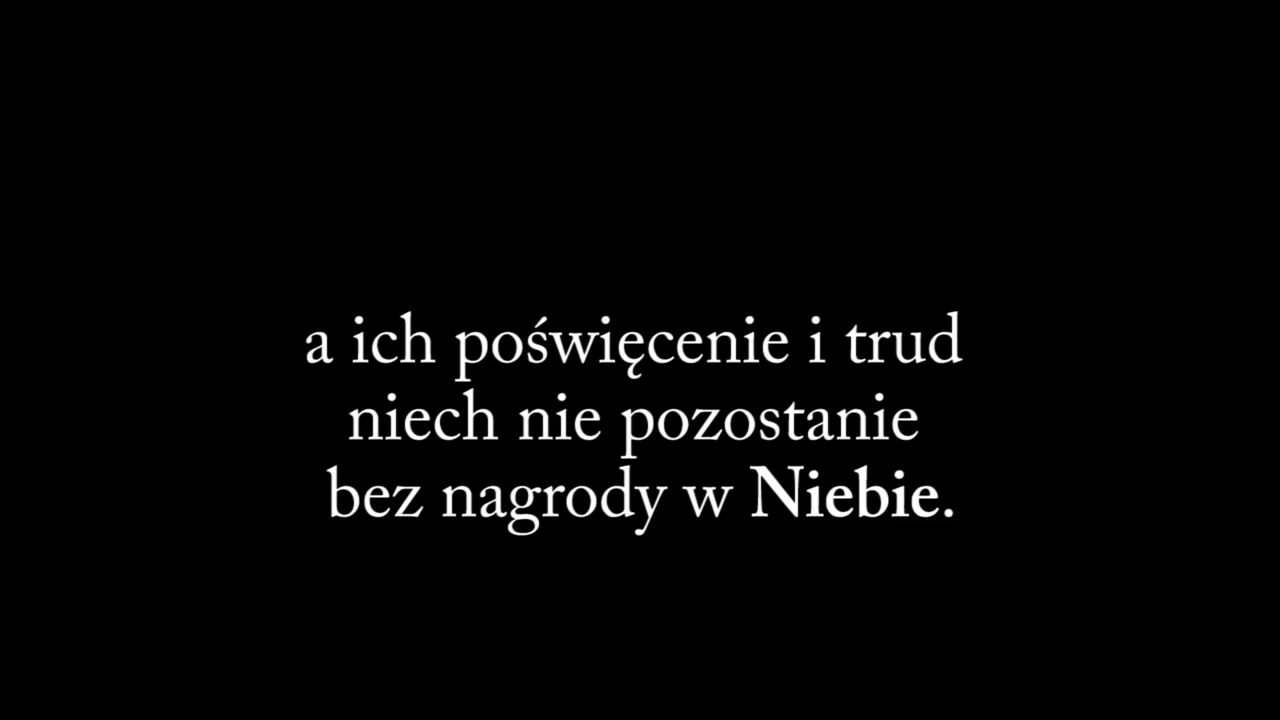 a ich poświęcenie i trud
niech nie pozostanie
bez nagrody w Niebie.